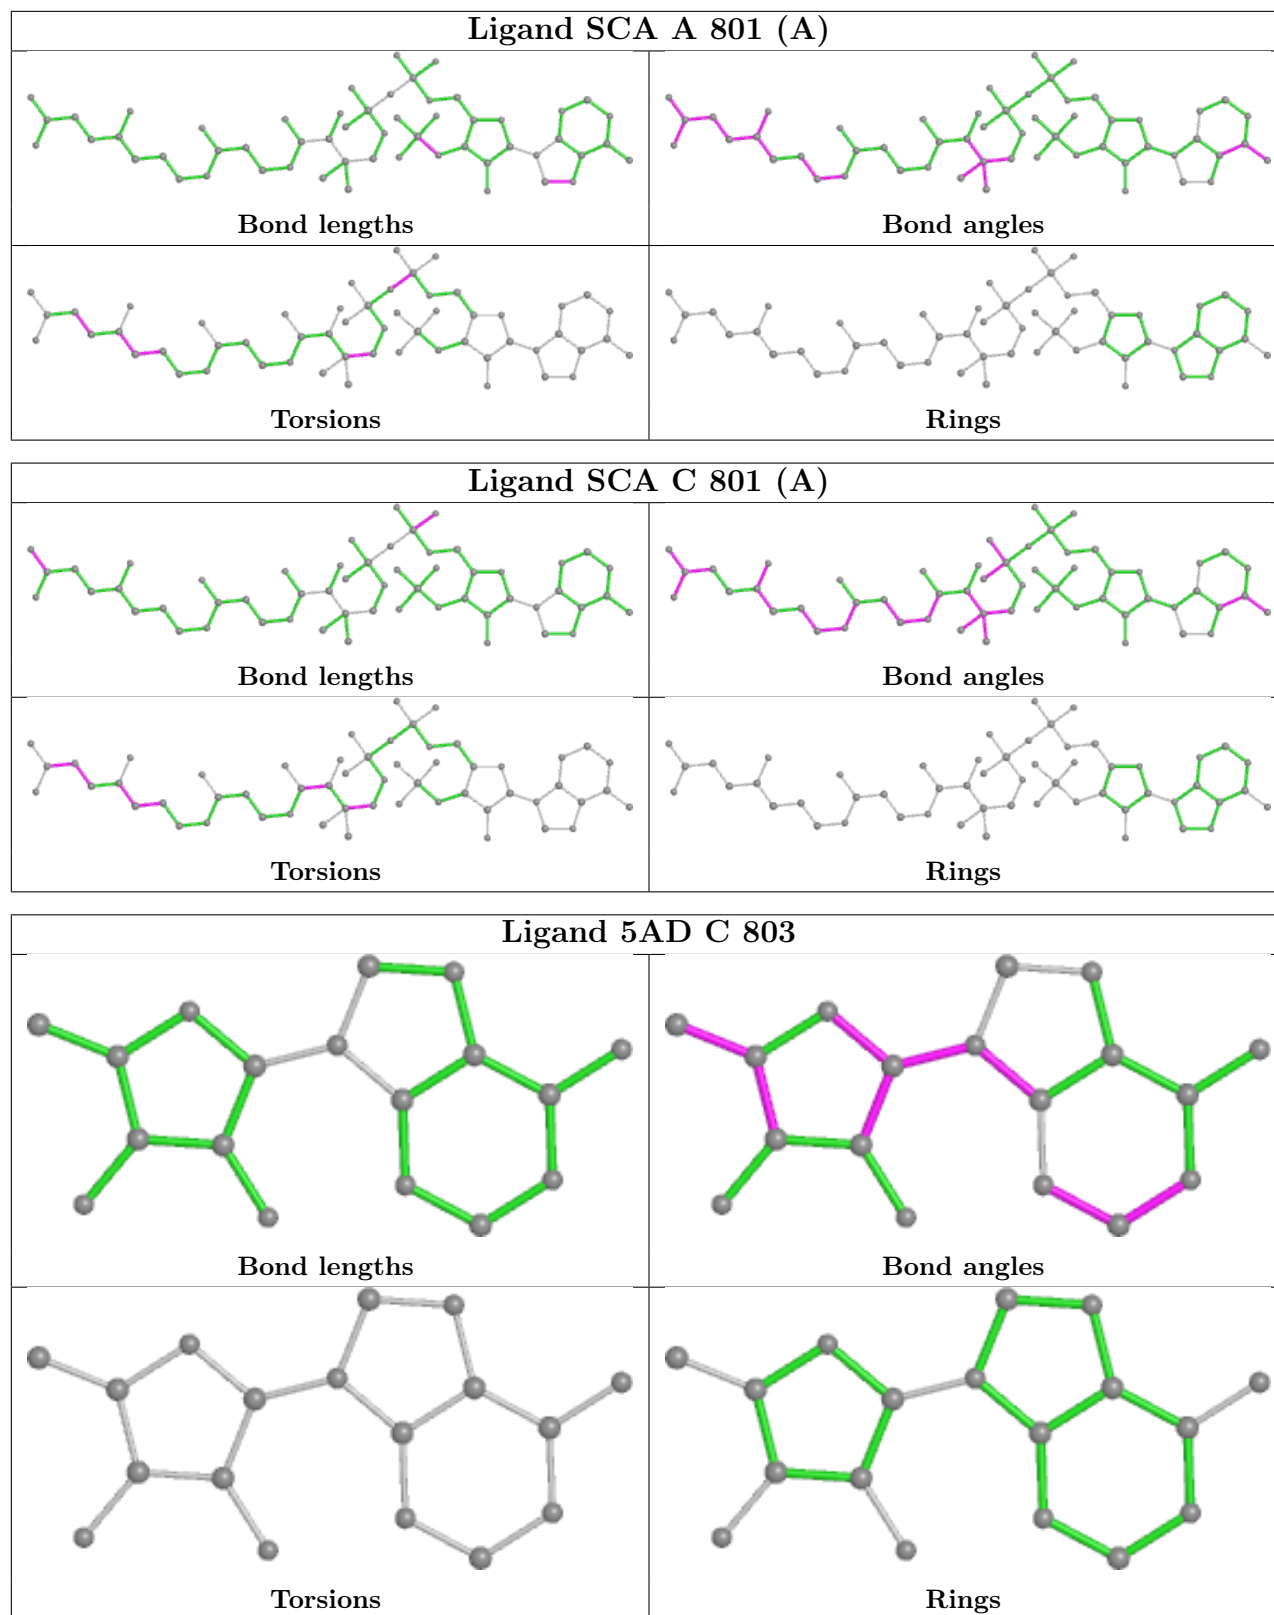 Ligand SCA A 801 (A)
Bond lengths
Bond angles
Torsions
Rings
Ligand SCA C 801 (A)
Bond lengths
Bond angles
Torsions
Rings
Ligand 5AD C 803
Bond lengths
Bond angles
Torsions
Rings